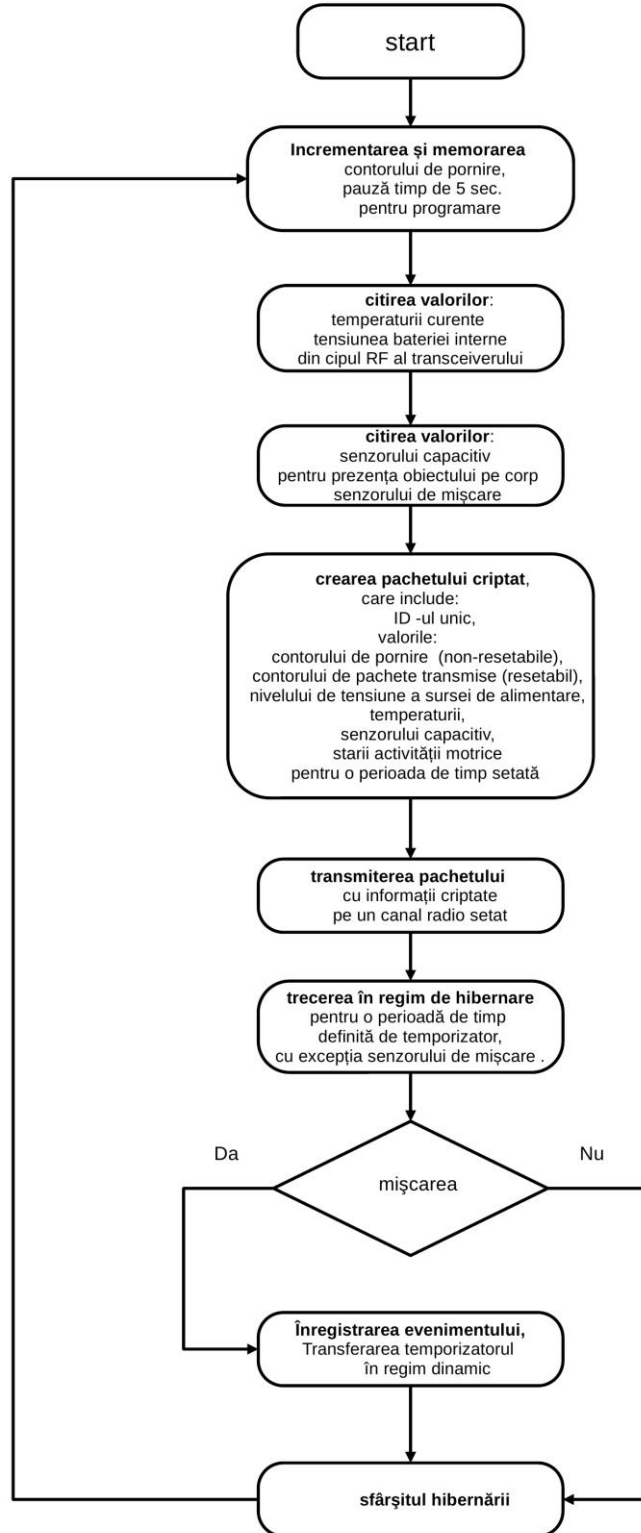 start
Incrementarea și memorarea
contorului de pornire,
pauză timp de 5 sec.
pentru programare
citirea valorilor:
temperaturii curente
tensiunea bateriei interne
din cipul RF al transceiverului
citirea valorilor:
senzorului capacitiv
pentru prezența obiectului pe corp
senzorului de mișcare
crearea pachetului criptat,
care include:
ID -ul unic,
valorile:
contorului de pornire (non-resetabile),
contorului de pachete transmise (resetabil),
nivelului de tensiune a sursei de alimentare,
temperaturii,
senzorului capacitiv,
starii activității motrice
pentru o perioada de timp setată
transmiterea pachetului
cu informații criptate
pe un canal radio setat
trecerea în regim de hibernare
pentru o perioadă de timp
definită de temporizator,
cu excepția senzorului de mișcare .
Da
Nu
mişcarea
Înregistrarea evenimentului,
Transferarea temporizatorul
în regim dinamic
sfârşitul hibernării